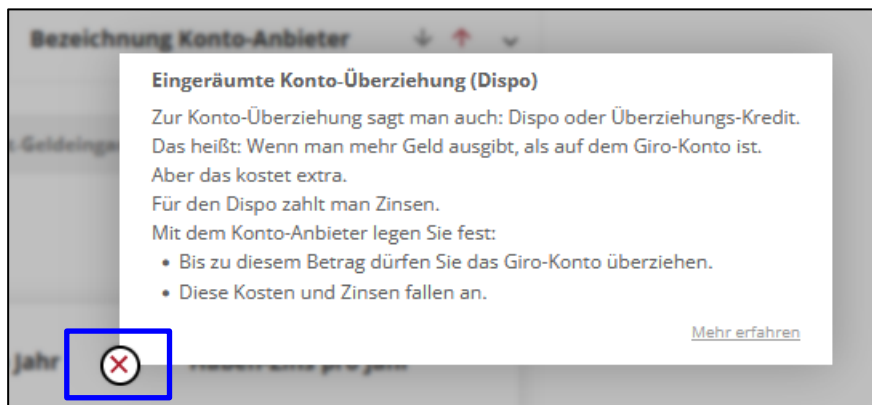 Bezeichnung Konto-Anbieter
Eingeräumte Konto-Überziehung (Dispo)
Zur Konto-Überziehung sagt man auch: Dispo oder Überziehungs-Kredit.
Das heißt: Wenn man mehr Geld ausgibt, als auf dem Giro-Konto ist.
Aber das kostet extra.
Für den Dispo zahlt man Zinsen.
Mit dem Konto-Anbieter legen Sie fest:
• Bis zu diesem Betrag dürfen Sie das Giro-Konto überziehen.
• Diese Kosten und Zinsen fallen an.
Mehr erfahren
Jahr